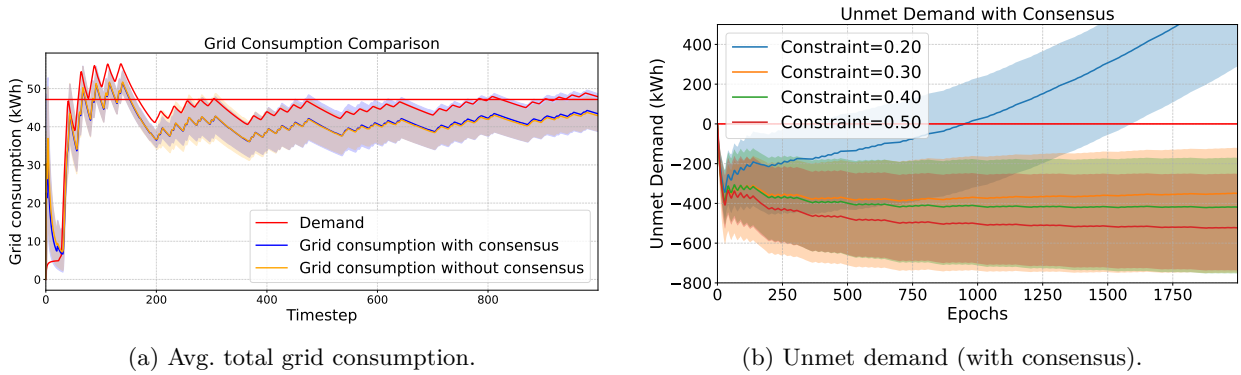 Grid Consumption Comparison
Grid consumption (kWh)
50
40
30
20
10
0
Demand
Grid consumption with consensus
Grid consumption without consensus
0 200 400 600 800
Timestep
(a) Avg. total grid consumption.
Unmet Demand with Consensus
Unmet Demand (kWh)
400
200
0
−200
−400
−600
−800
Constraint=0.20
Constraint=0.30
Constraint=0.40
Constraint=0.50
0 250 500 750 1000 1250 1500 1750
Epochs
(b) Unmet demand (with consensus).